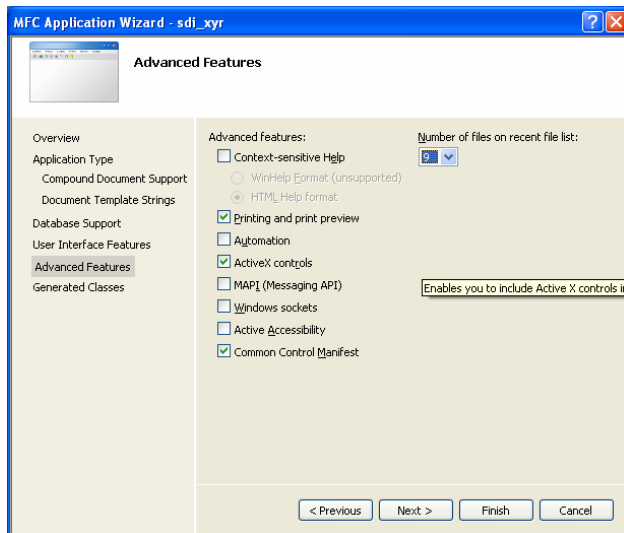 MFC Application Wizard - sdi_xyr
Advanced Features
Overview
Application Type
Compound Document Support
Document Template Strings
Database Support
User Interface Features
Advanced Features
Generated Classes
Advanced features:
Context-sensitive Help
WinHelp Format (unsupported)
HTML Help format
Printing and print preview
Automation
ActiveX controls
MAPI (Messaging API)
Windows sockets
Active Accessibility
Common Control Manifest
Number of files on recent file list:
9
Enables you to include Active X controls i
< Previous
Next >
Finish
Cancel